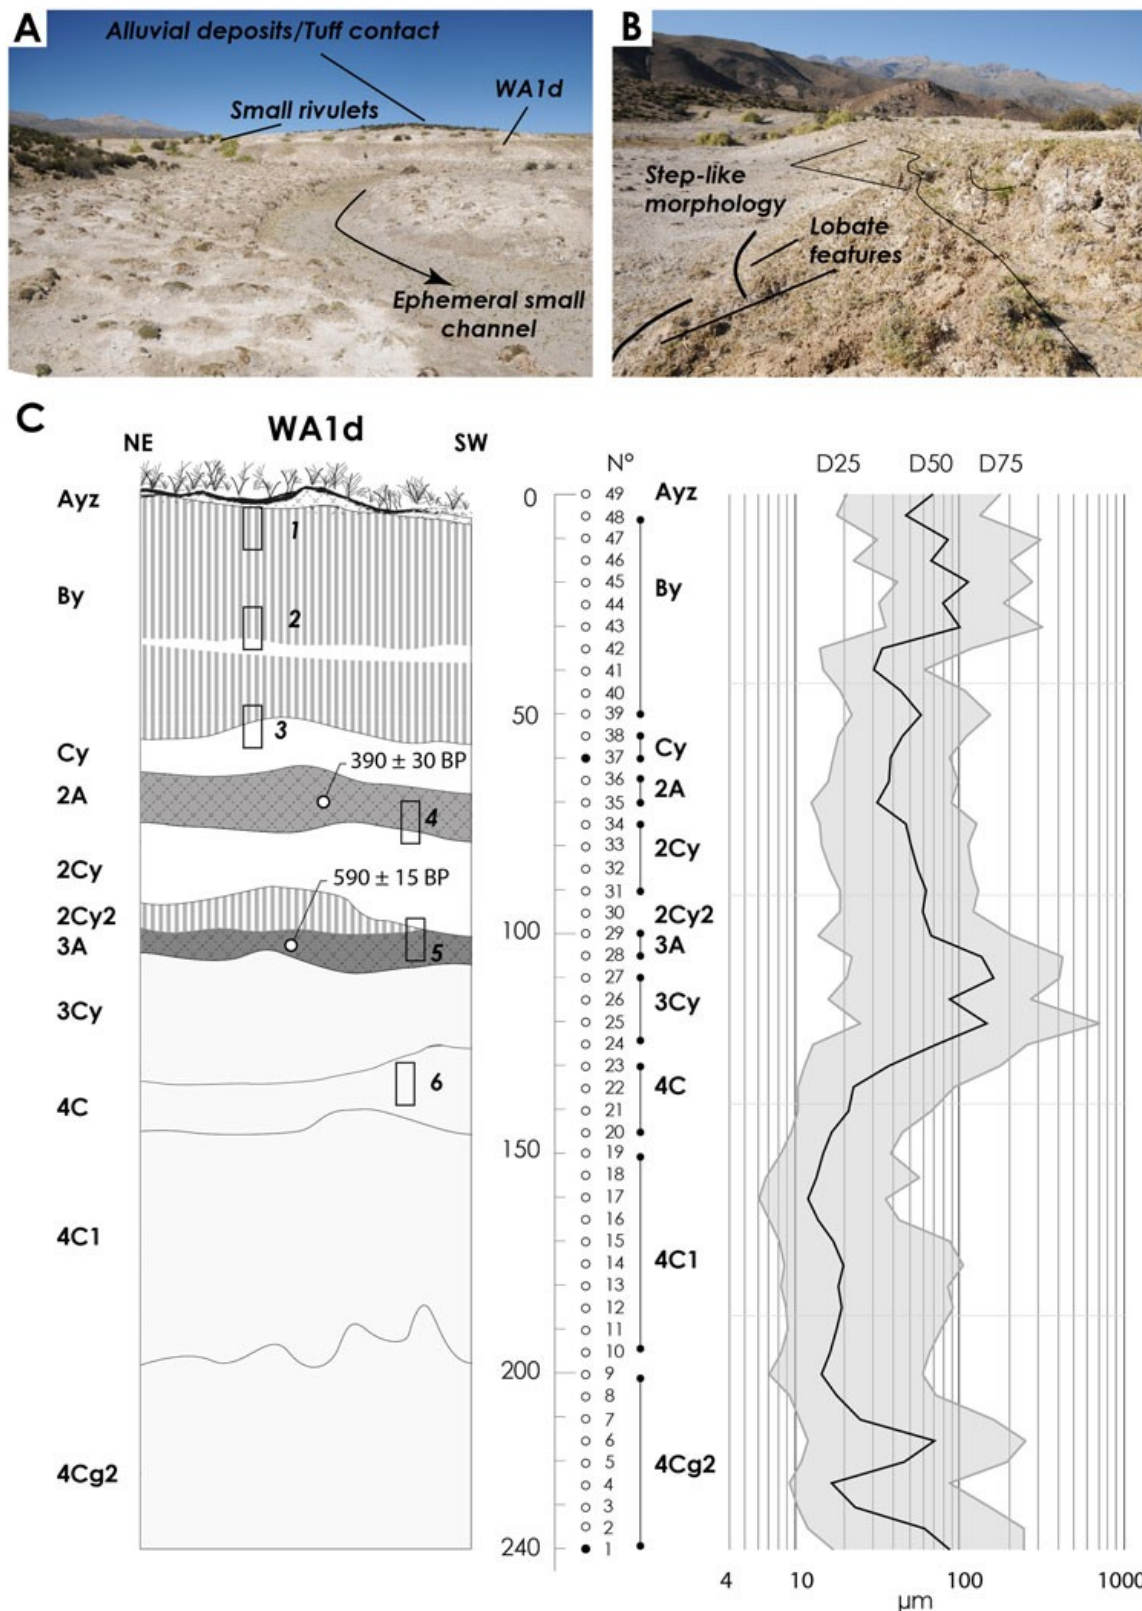 A
Alluvial deposits/Tuff contact
WA1d
Small rivulets
Ephemeral small
channel
B
Step-like
morphology
Lobate
features
C
NE
WA1d
SW
Ayz
By
Cy
2A
2Cy
2Cy2
3A
3Cy
4C
4C1
4Cg2
1
2
3
390 ± 30 BP
4
590 ± 15 BP
5
6
0
50
100
150
200
240
N°
49
48
47
46
45
44
43
42
41
40
39
38
37
36
35
34
33
32
31
30
29
28
27
26
25
24
23
22
21
20
19
18
17
16
15
14
13
12
11
10
9
8
7
6
5
4
3
2
1
Ayz
By
Cy
2A
2Cy
2Cy2
3A
3Cy
4C
4C1
4Cg2
D25 D50 D75
4 10 100 1000
µm